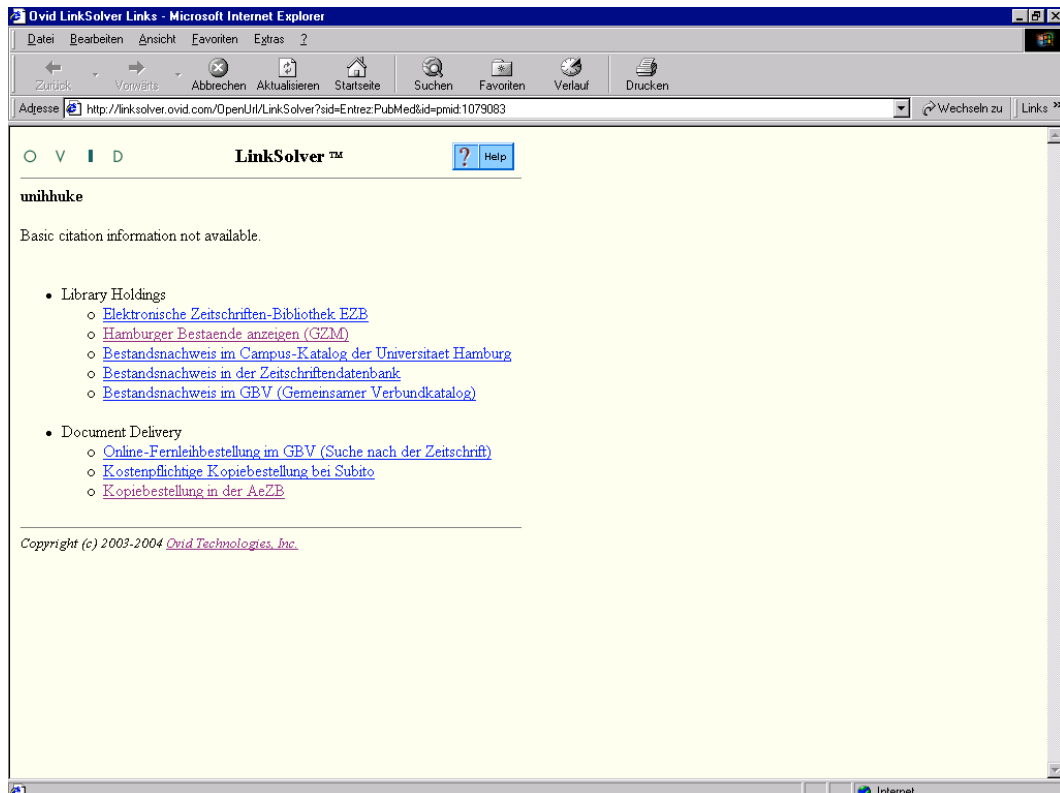 Ovid LinkSolver Links - Microsoft Internet Explorer
Datei Bearbeiten Ansicht Favoriten Extras ?
Zurück Vorwärts Abbrechen Aktualisieren Startseite Suchen Favoriten Verlauf Drucken
Adresse http://linksolver.ovid.com/OpenUrl/LinkSolver?sid=Entrez:PubMed&id=pmid:1079083 Wechseln zu Links »
O V I D LinkSolver ™ ? Help
unihhuke
Basic citation information not available.
• Library Holdings
o Elektronische Zeitschriften-Bibliothek EZB
o Hamburger Bestaende anzeigen (GZM)
o Bestandsnachweis im Campus-Katalog der Universitaet Hamburg
o Bestandsnachweis in der Zeitschriftendatenbank
o Bestandsnachweis im GBV (Gemeinsamer Verbundkatalog)
• Document Delivery
o Online-Fernleihbestellung im GBV (Suche nach der Zeitschrift)
o Kostenpflichtige Kopiebestellung bei Subito
o Kopiebestellung in der AeZB
Copyright (c) 2003-2004 Ovid Technologies, Inc.
Internet